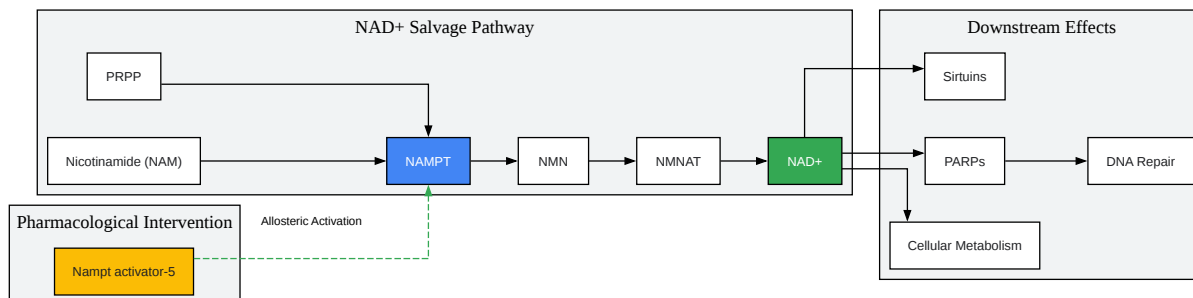 NAD+ Salvage Pathway
Downstream Effects
PRPP
Sirtuins
Nicotinamide (NAM)
NAMPT
NMN
NMNAT
NAD+
PARPs
DNA Repair
Pharmacological Intervention
Allosteric Activation
Cellular Metabolism
Nampt activator-5